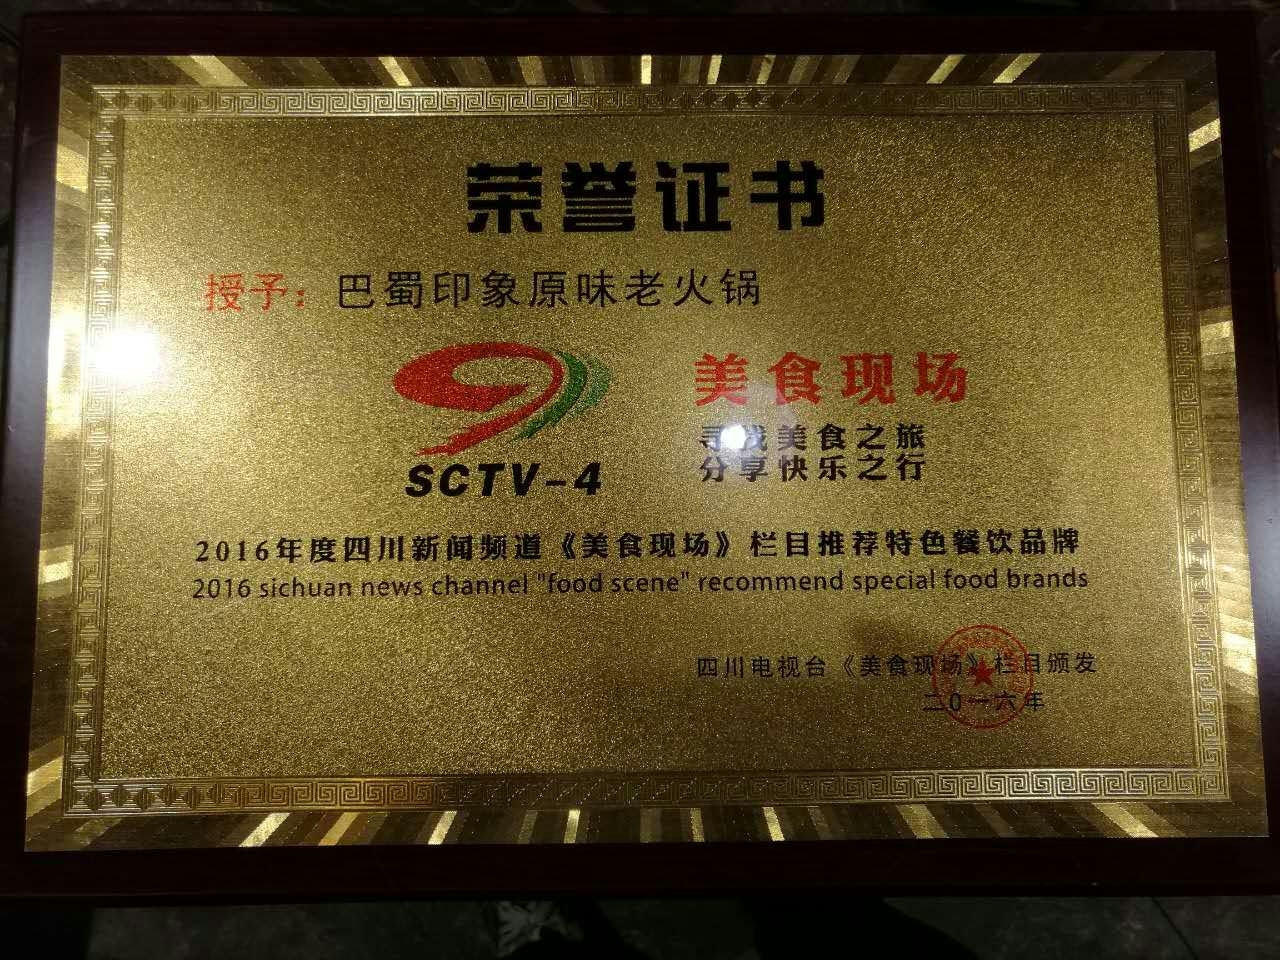 荣誉证书
授予：巴蜀印象原味老火锅
美食现场
寻找美食之旅
分享快乐之行
SCTV-4
2016年度四川新闻频道《美食现场》栏目推荐特色餐饮品牌
2016 sichuan news channel "food scene" recommend special food brands
四川电视台《美食现场》栏目颁发
二0一六年